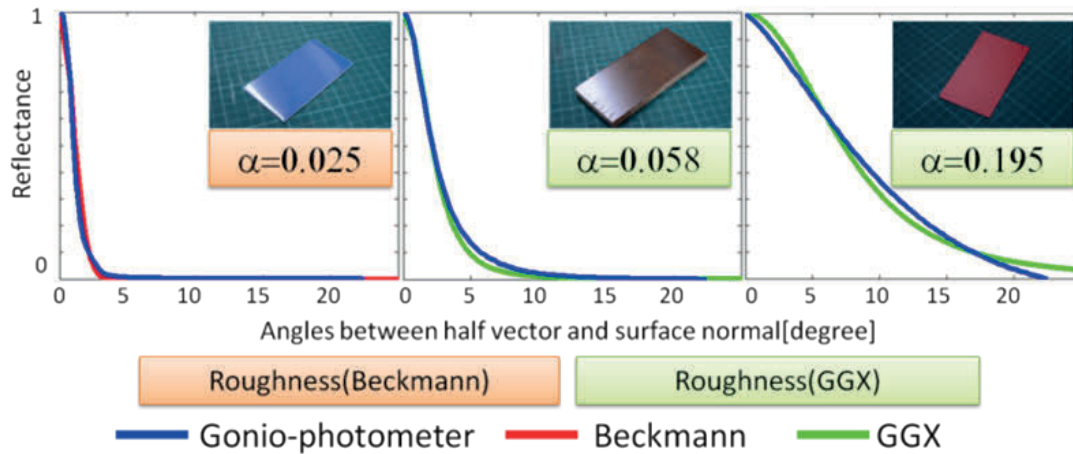 Reflectance
1
0
α=0.025
α=0.058
α=0.195
0 5 10 15 20 0 5 10 15 20 0 5 10 15 20
Angles between half vector and surface normal[degree]
Roughness(Beckmann) Roughness(GGX)
Gonio-photometer Beckmann GGX